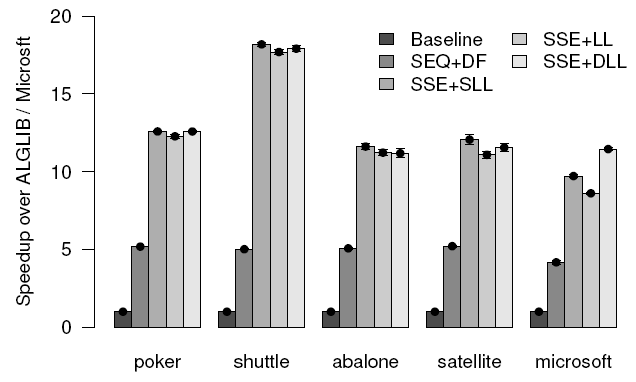 Speedup over ALGLIB / Microsft
20
15
10
5
0
Baseline
SEQ+DF
SSE+SLL
SSE+LL
SSE+DLL
poker shuttle abalone satellite microsoft